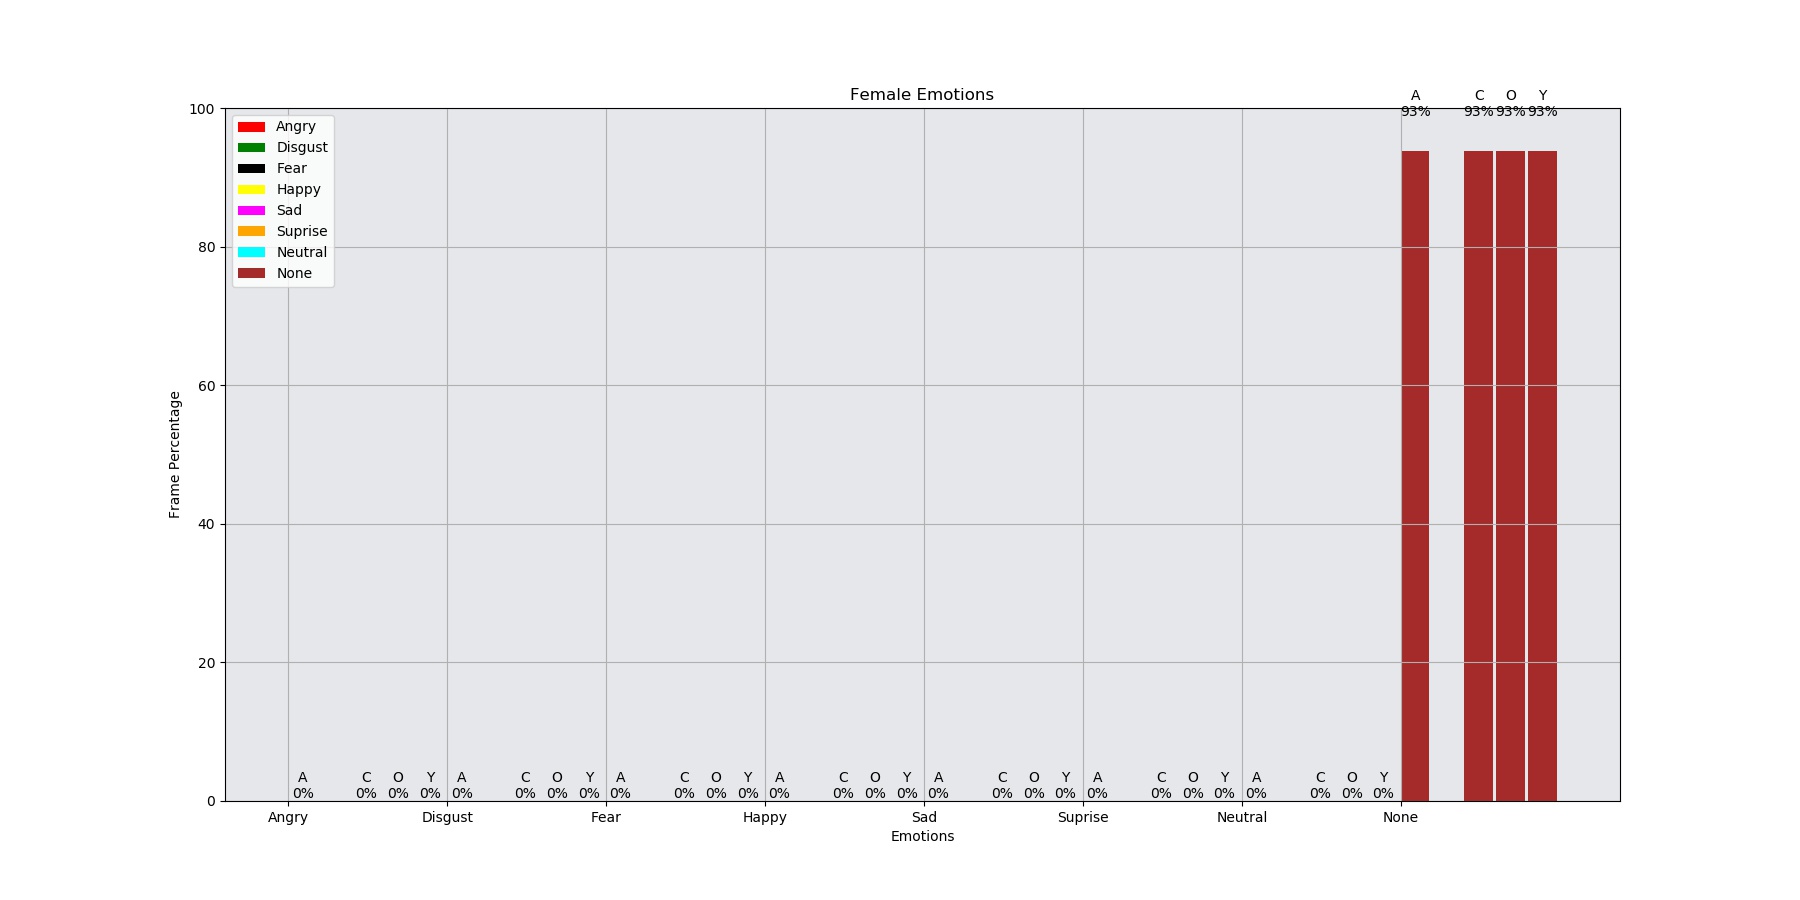 Female Emotions
A C O Y
93% 93% 93% 93%
100
80
60
40
20
0
Frame Percentage
Angry
Disgust
Fear
Happy
Sad
Suprise
Neutral
None
A C O Y A C O Y A C O Y A C O Y A C O Y A C O Y A C O Y
0% 0% 0% 0% 0% 0% 0% 0% 0% 0% 0% 0% 0% 0% 0% 0% 0% 0% 0% 0% 0% 0% 0% 0% 0% 0% 0% 0%
Angry Disgust Fear Happy Sad Suprise Neutral None
Emotions